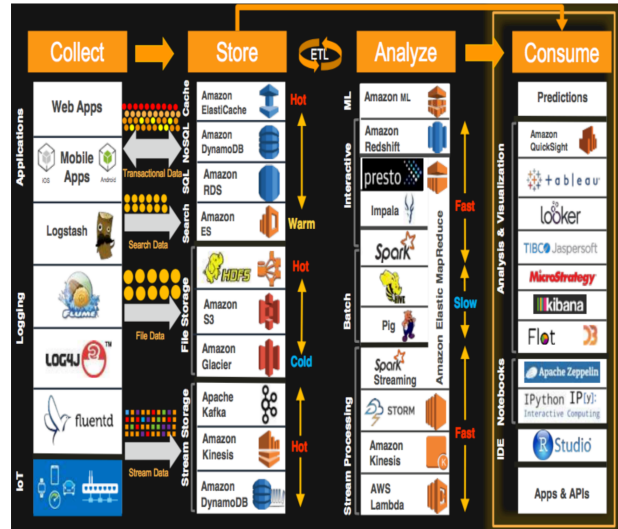 Collect
Store
ETL
Analyze
Consume
Applications
Logging
IoT
Web Apps
iOS
Mobile
Apps
Android
Logstash
FLUME
LOG4J™
fluentd
Transactional Data
Search Data
File Data
Stream Data
Cache
NoSQL
SQL
Search
File Storage
Stream Storage
Amazon
ElastiCache
Amazon
DynamoDB
Amazon
RDS
Amazon
ES
HDFS
Amazon
S3
Amazon
Glacier
Apache
Kafka
Amazon
Kinesis
Amazon
DynamoDB
Hot
Warm
Hot
Cold
Hot
ML
Interactive
Batch
Stream Processing
Amazon ML
Amazon
Redshift
presto
Impala
Spark
HIVE
Pig
Amazon Elastic MapReduce
Spark
Streaming
STORM
Amazon
Kinesis
AWS
Lambda
Fast
Slow
Fast
Analysis & Visualization
Notebooks
IDE
Predictions
Amazon
QuickSight
+ableau
looker
TIBCO Jaspersoft
MicroStrategy
kibana
Flot D3
Apache Zeppelin
IPython IP[y]:
Interactive Computing
R Studio
Apps & APIs